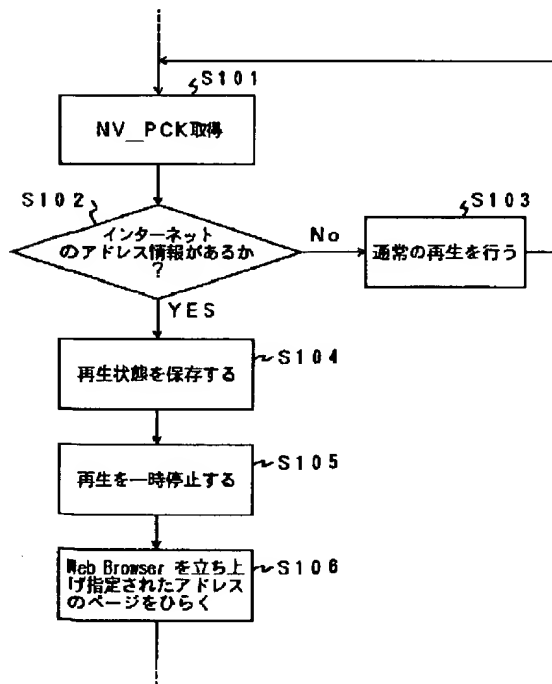 S101
NV_PCK取得
S102
インターネット
のアドレス情報があるか
?
No
S103
通常の再生を行う
YES
S104
再生状態を保存する
S105
再生を一時停止する
S106
Web Browser を立ち上
げ指定されたアドレス
のページをひらく